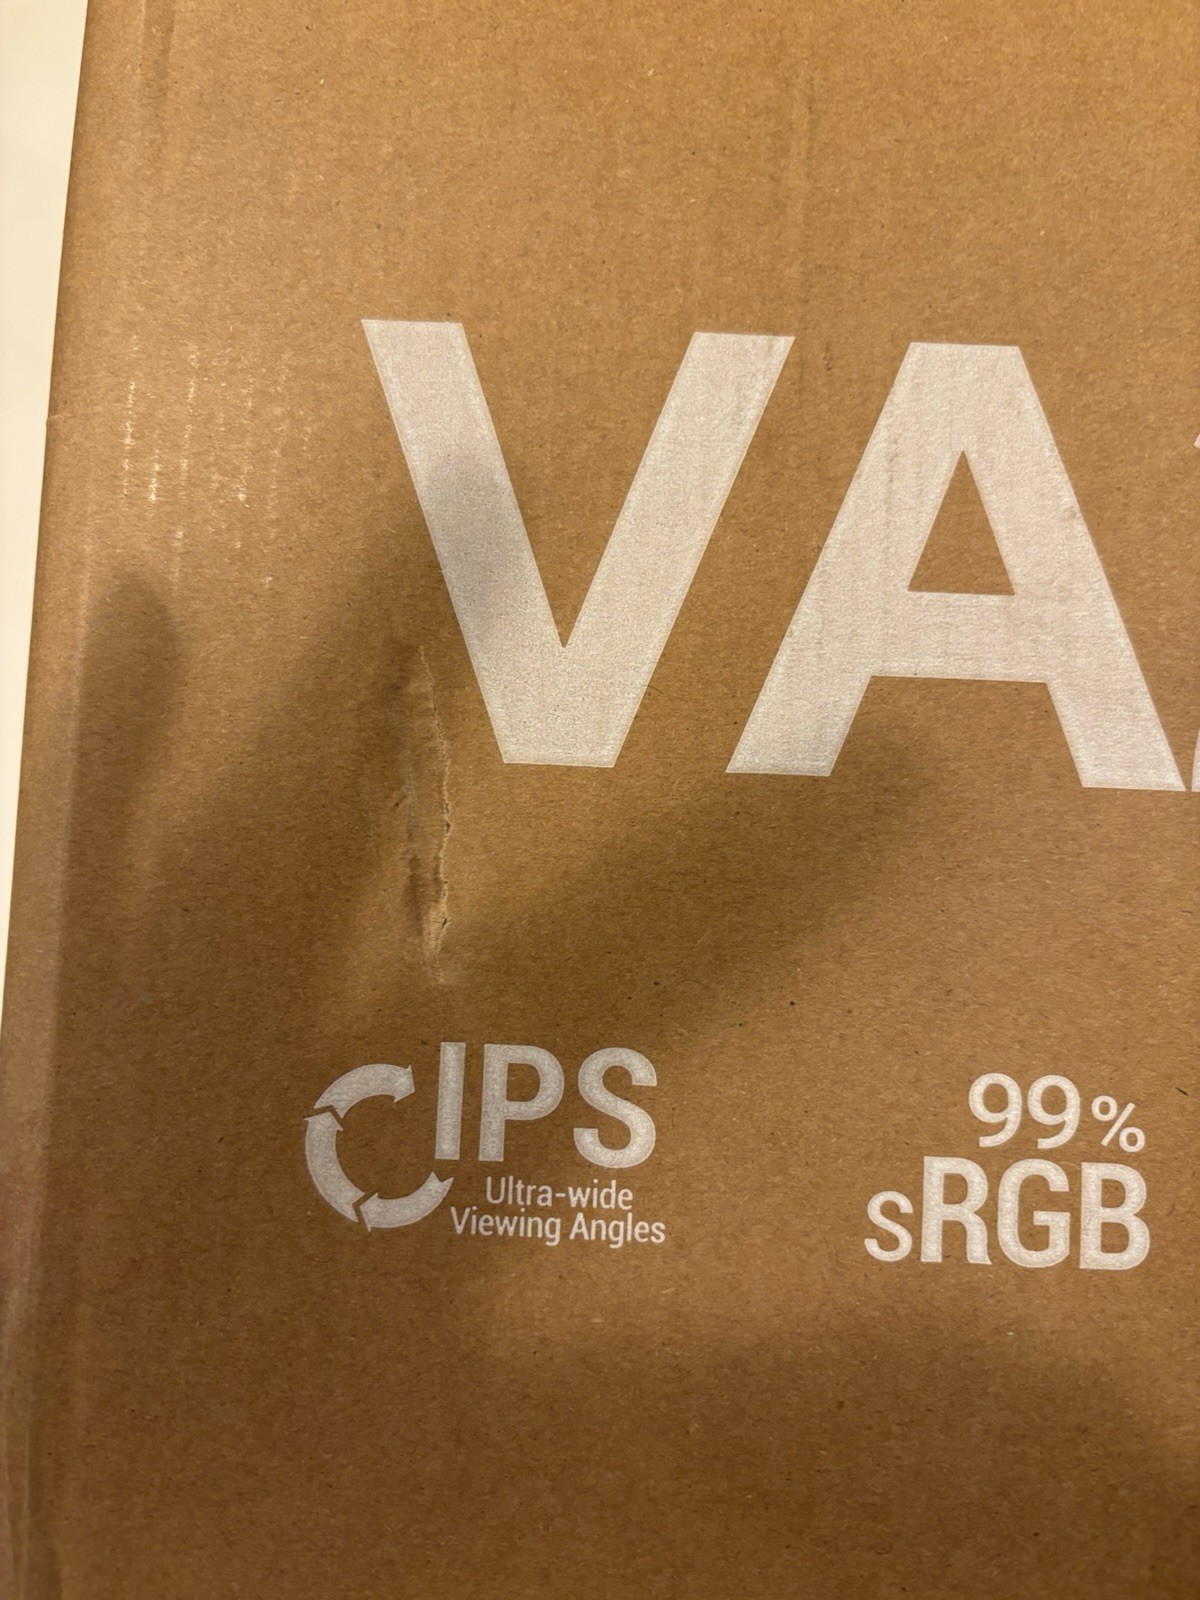 VA
IPS
Ultra-wide
Viewing Angles
99%
sRGB